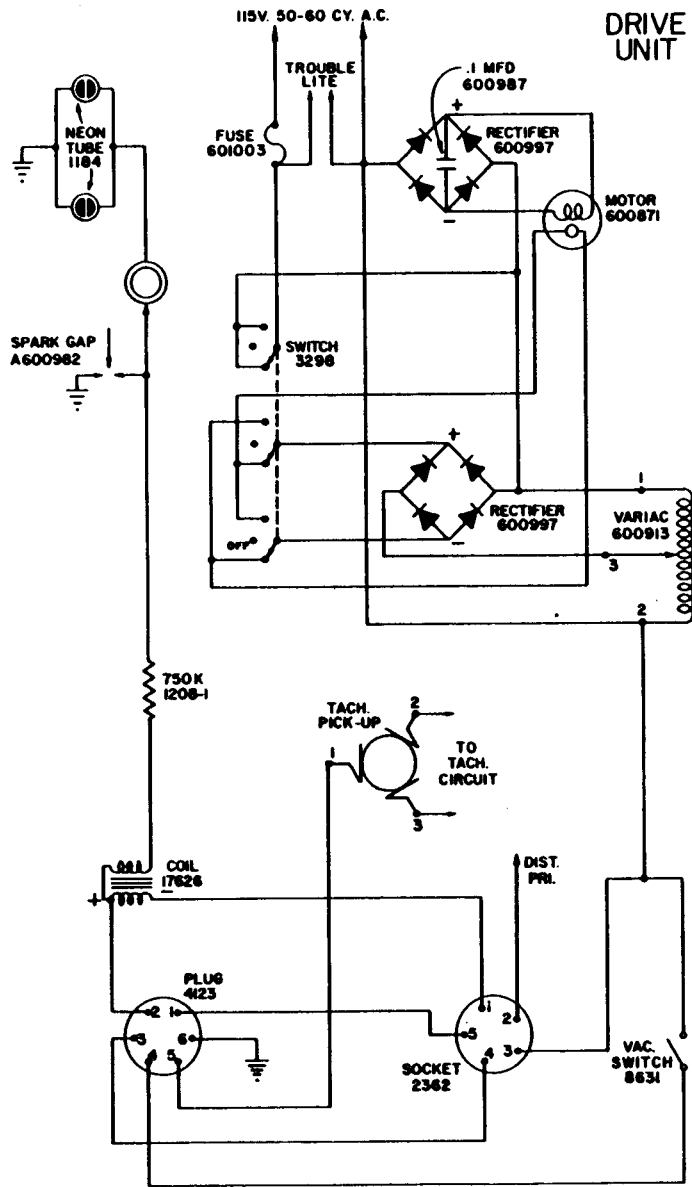 115V. 50-60 CY. A.C.
DRIVE
UNIT
TROUBLE
LITE
.1 MFD
600987
FUSE
601003
+
RECTIFIER
600997
NEON
TUBE
1184
MOTOR
600871
-
SPARK GAP
A600982
SWITCH
3298
+
RECTIFIER
600997
-
OFF
1
VARIAC
600913
3
2
750K
1208-1
TACH.
PICK-UP
1
2
3
TO
TACH.
CIRCUIT
COIL
17626
+
-
DIST.
PRI.
PLUG
4123
2 1
3 6
4 5
1
2
5
4 3
SOCKET
2362
VAC.
SWITCH
8631